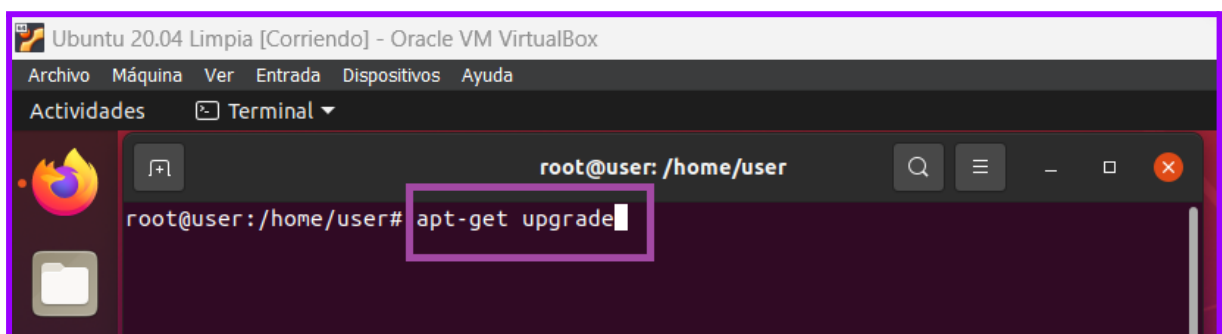 Ubuntu 20.04 Limpia [Corriendo] - Oracle VM VirtualBox
Archivo Máquina Ver Entrada Dispositivos Ayuda
Actividades Terminal
root@user: /home/user
root@user:/home/user# apt-get upgrade